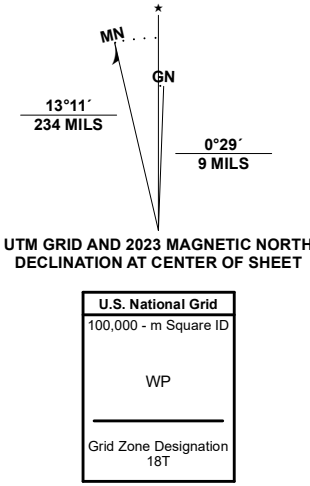 ★
MN
GN
13°11´
234 MILS
0°29´
9 MILS
UTM GRID AND 2023 MAGNETIC NORTH
DECLINATION AT CENTER OF SHEET
U.S. National Grid
100,000 - m Square ID
WP
Grid Zone Designation
18T